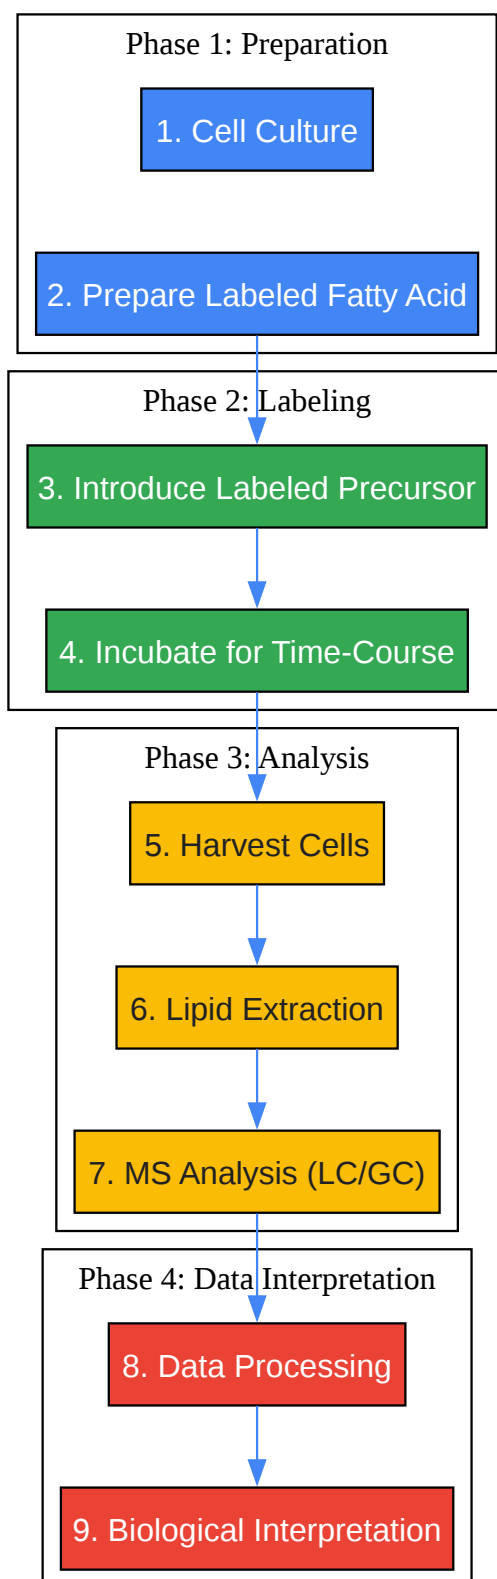 Phase 1: Preparation
1. Cell Culture
2. Prepare Labeled Fatty Acid
Phase 2: Labeling
3. Introduce Labeled Precursor
4. Incubate for Time-Course
Phase 3: Analysis
5. Harvest Cells
6. Lipid Extraction
7. MS Analysis (LC/GC)
Phase 4: Data Interpretation
8. Data Processing
9. Biological Interpretation